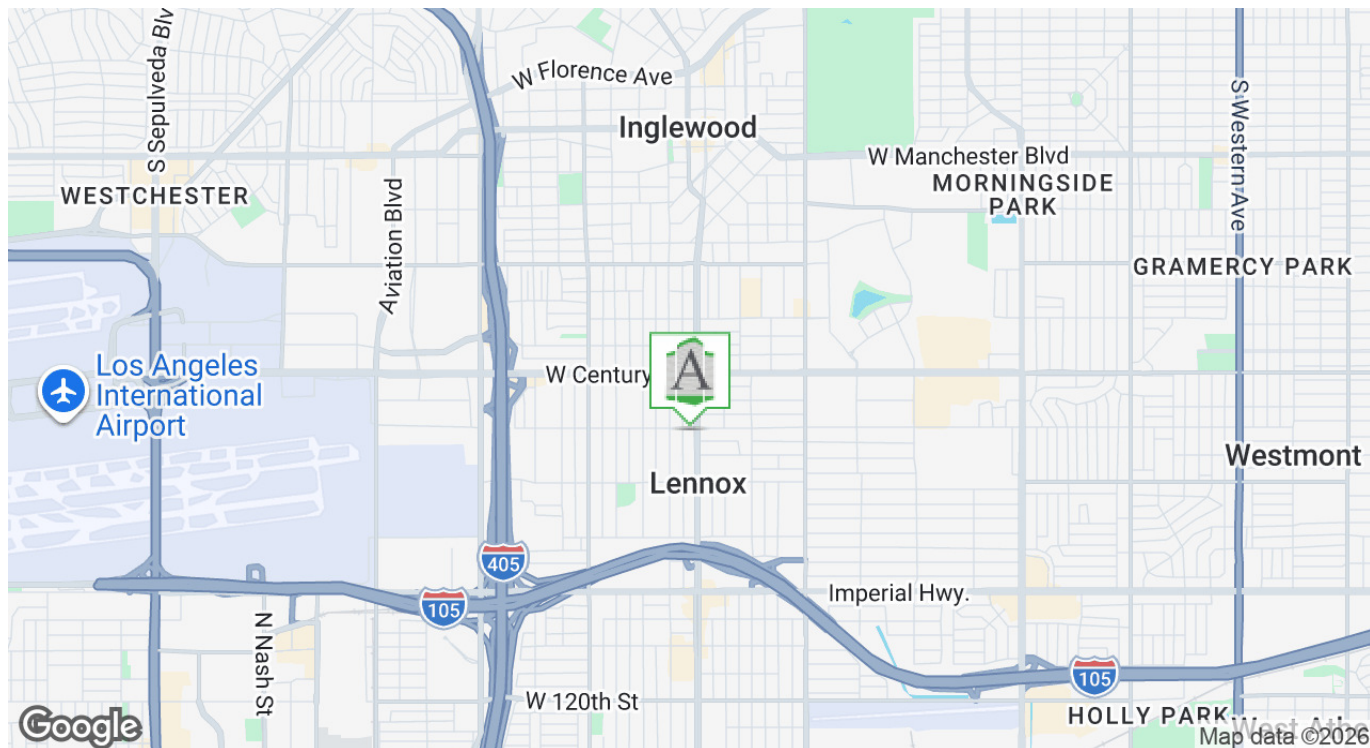 S Sepulveda Blv
W Florence Ave
Inglewood
S Western Ave
W Manchester Blvd
WESTCHESTER
MORNINGSIDE
PARK
Aviation Blvd
GRAMERCY PARK
Los Angeles
International
Airport
W Century
A
Westmont
Lennox
405
105
Imperial Hwy.
N Nash St
105
W 120th St
HOLLY PARK
Google
Map data ©2026